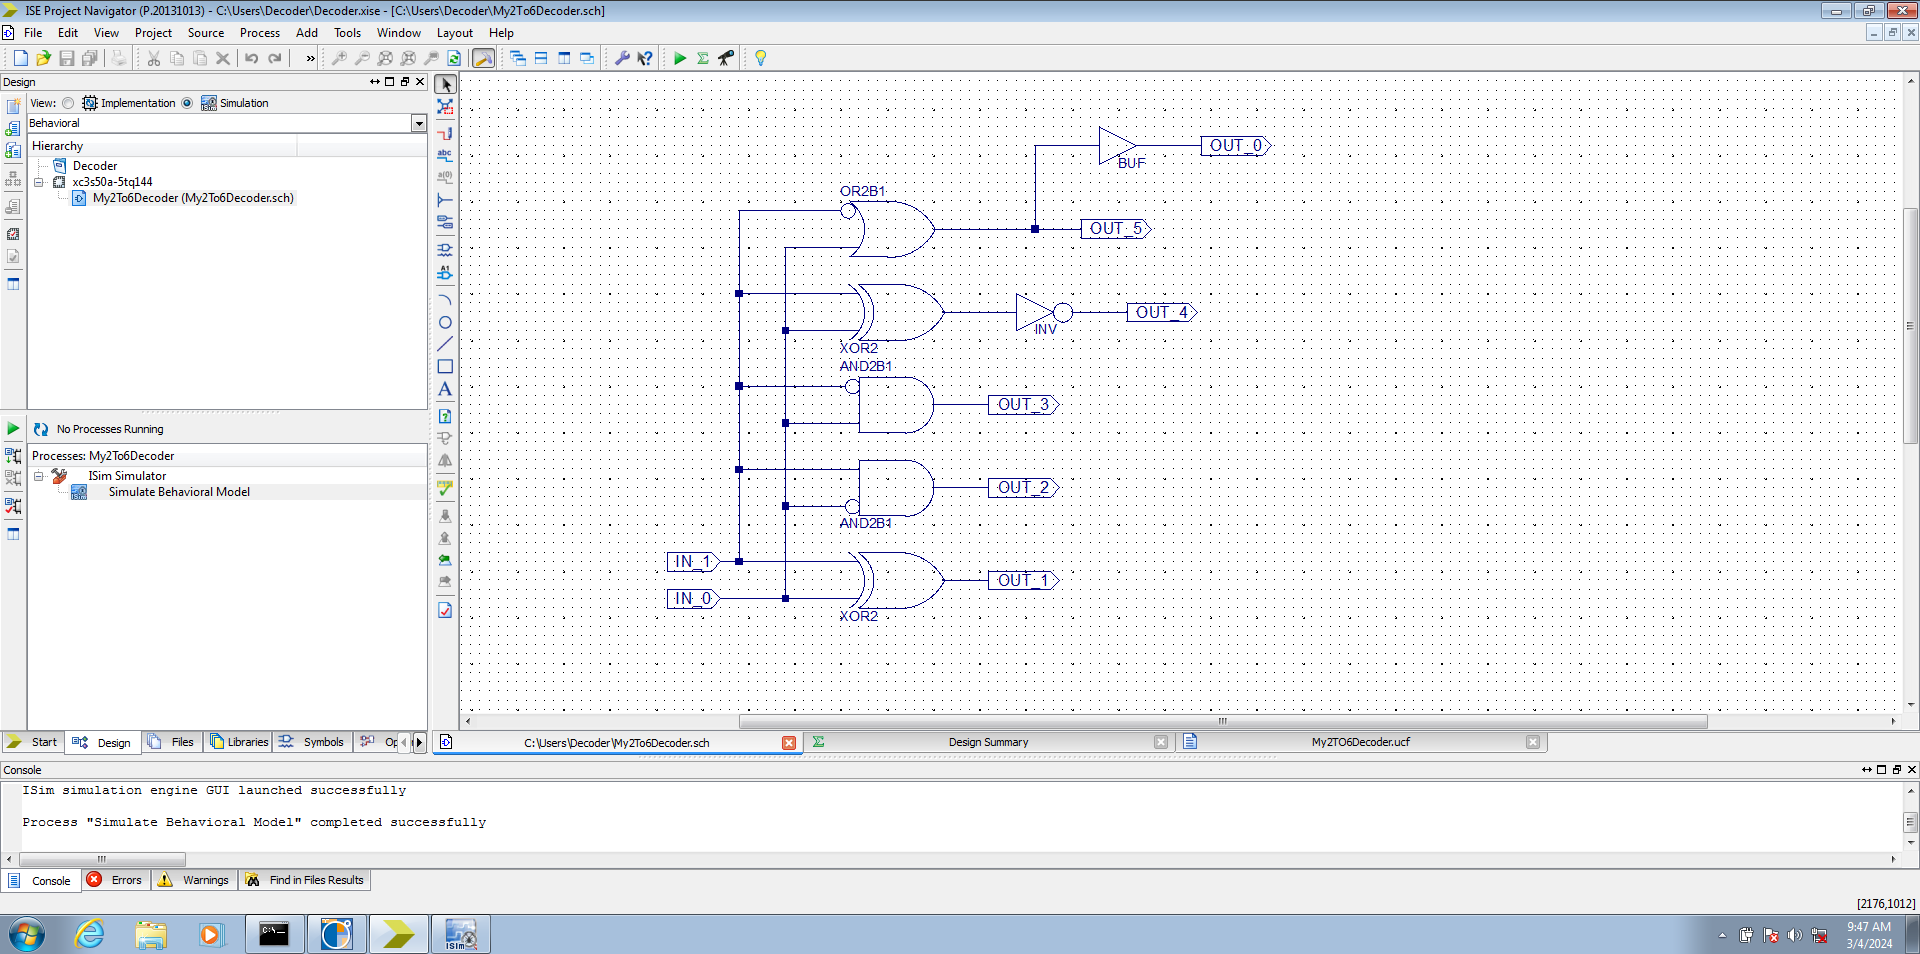 ISE Project Navigator (P.20131013) - C:\Users\Decoder\Decoder.xise - [C:\Users\Decoder\My2To6Decoder.sch]
File Edit View Project Source Process Add Tools Window Layout Help
»
Design
View: Implementation Simulation
Behavioral
Hierarchy
Decoder
xc3s50a-5tq144
My2To6Decoder (My2To6Decoder.sch)
No Processes Running
Processes: My2To6Decoder
ISim Simulator
Simulate Behavioral Model
Start Design Files Libraries Symbols
abc
a(0)
A1
A
OUT_0
BUF
OR2B1
OUT_5
OUT_4
INV
XOR2
AND2B1
OUT_3
OUT_2
AND2B1
IN_1
OUT_1
IN_0
XOR2
C:\Users\Decoder\My2To6Decoder.sch Design Summary My2TO6Decoder.ucf
Console
ISim simulation engine GUI launched successfully
Process "Simulate Behavioral Model" completed successfully
Console Errors Warnings Find in Files Results
[2176,1012]
C:\_
ISim
9:47 AM
3/4/2024